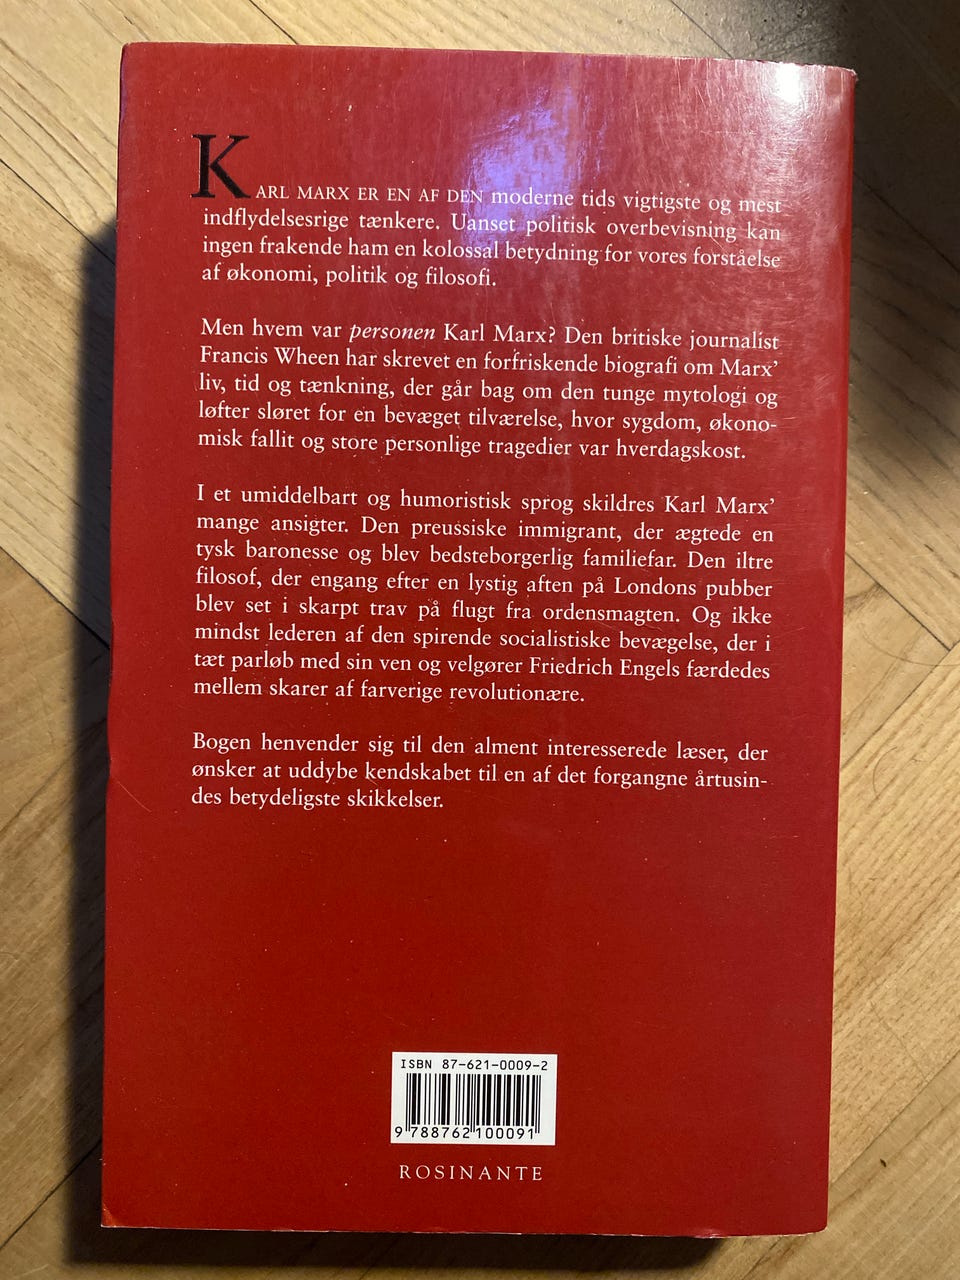 KARL MARX ER EN AF DEN moderne tids vigtigste og mest
indflydelsesrige tænkere. Uanset politisk overbevisning kan
ingen frakende ham en kolossal betydning for vores forståelse
af økonomi, politik og filosofi.
Men hvem var personen Karl Marx? Den britiske journalist
Francis Wheen har skrevet en forfriskende biografi om Marx’
liv, tid og tænkning, der går bag om den tunge mytologi og
løfter sløret for en bevæget tilværelse, hvor sygdom, økono-
misk fallit og store personlige tragedier var hverdagskost.
I et umiddelbart og humoristisk sprog skildres Karl Marx’
mange ansigter. Den preussiske immigrant, der ægtede en
tysk baronesse og blev bedsteborgerlig familiefar. Den iltre
filosof, der engang efter en lystig aften på Londons pubber
blev set i skarpt trav på flugt fra ordensmagten. Og ikke
mindst lederen af den spirende socialistiske bevægelse, der i
tæt parløb med sin ven og velgører Friedrich Engels færdedes
mellem skarer af farverige revolutionære.
Bogen henvender sig til den alment interesserede læser, der
ønsker at uddybe kendskabet til en af det forgangne årtusin-
des betydeligste skikkelser.
ISBN 87-621-0009-2
9 788762 100091
ROSINANTE